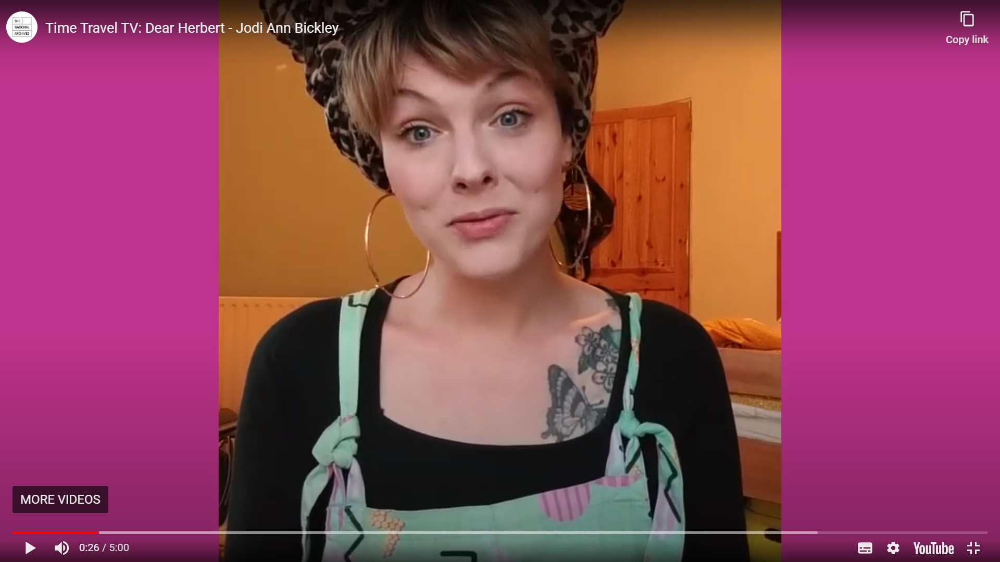 THE
NATIONAL
ARCHIVES
Time Travel TV: Dear Herbert - Jodi Ann Bickley
Copy link
MORE VIDEOS
0:26 / 5:00
YouTube